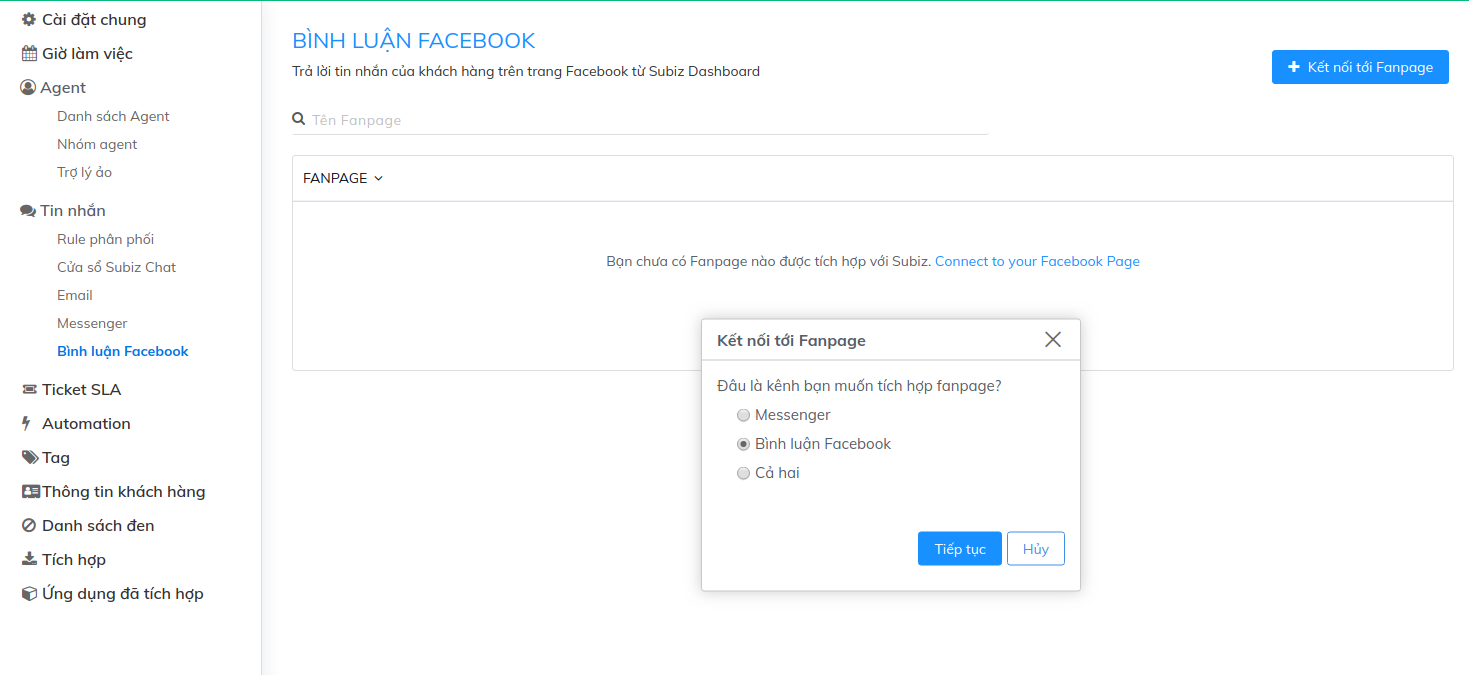 Cài đặt chung
Giờ làm việc
Agent
Danh sách Agent
Nhóm agent
Trợ lý ảo
Tin nhắn
Rule phân phối
Cửa sổ Subiz Chat
Email
Messenger
Bình luận Facebook
Ticket SLA
Automation
Tag
Thông tin khách hàng
Danh sách đen
Tích hợp
Ứng dụng đã tích hợp
BÌNH LUẬN FACEBOOK
Trả lời tin nhắn của khách hàng trên trang Facebook từ Subiz Dashboard
Kết nối tới Fanpage
Tên Fanpage
FANPAGE
Bạn chưa có Fanpage nào được tích hợp với Subiz. Connect to your Facebook Page
Kết nối tới Fanpage
Đâu là kênh bạn muốn tích hợp fanpage?
Messenger
Bình luận Facebook
Cả hai
Tiếp tục Hủy